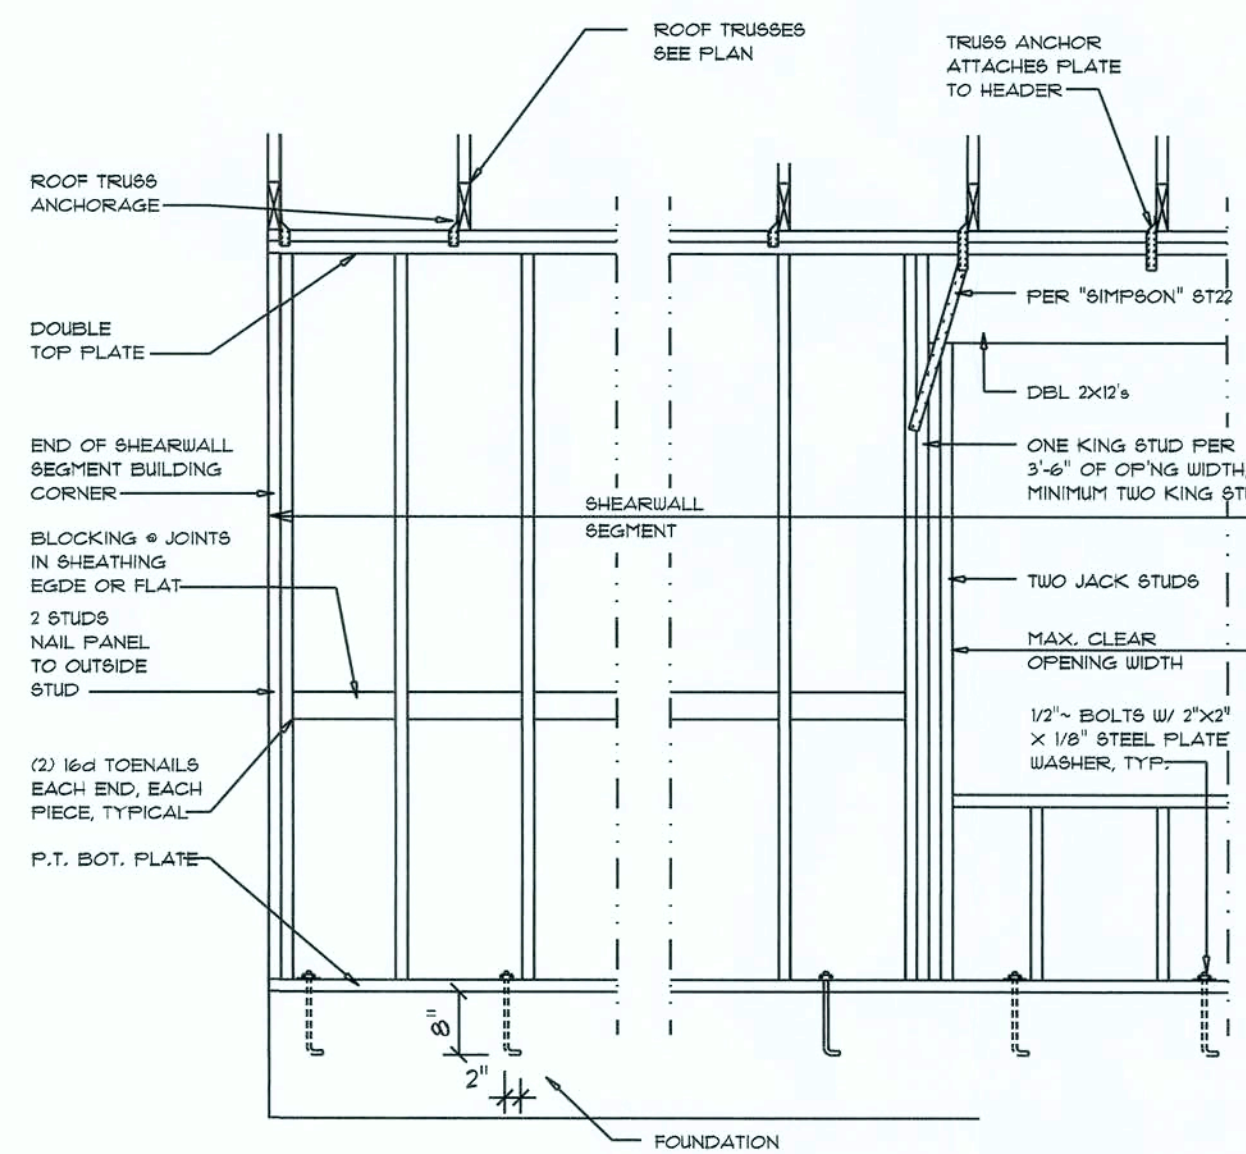 ROOF TRUSSES
SEE PLAN
TRUSS ANCHOR
ATTACHES PLATE
TO HEADER
ROOF TRUSS
ANCHORAGE
DOUBLE
TOP PLATE
PER "SIMPSON" ST22
DBL 2X12's
END OF SHEARWALL
SEGMENT BUILDING
CORNER
ONE KING STUD PER
3'-6" OF OP'NG WIDTH,
MINIMUM TWO KING ST
SHEARWALL
SEGMENT
BLOCKING @ JOINTS
IN SHEATHING
EGDE OR FLAT
2 STUDS
NAIL PANEL
TO OUTSIDE
STUD
TWO JACK STUDS
MAX. CLEAR
OPENING WIDTH
1/2"~ BOLTS W/ 2"X2"
X 1/8" STEEL PLATE
WASHER, TYP.
(2) 16d TOENAILS
EACH END, EACH
PIECE, TYPICAL
P.T. BOT. PLATE
8"
2"
FOUNDATION